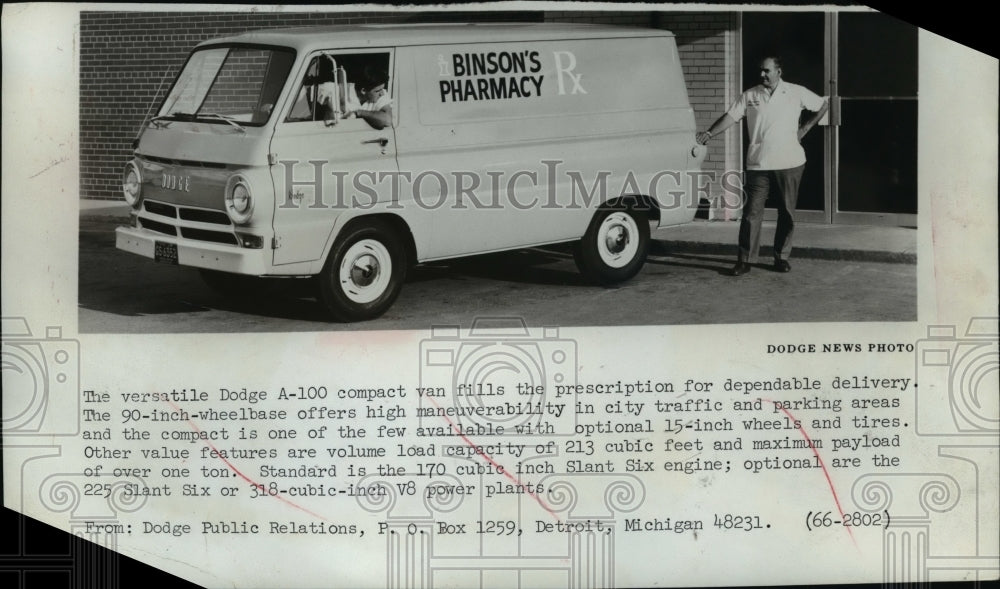 BINSON'S
PHARMACY Rx
DODGE
Dodge
HISTORIC IMAGES
DODGE NEWS PHOTO
The versatile Dodge A-100 compact van fills the prescription for dependable delivery.
The 90-inch-wheelbase offers high maneuverability in city traffic and parking areas
and the compact is one of the few available with optional 15-inch wheels and tires.
Other value features are volume load capacity of 213 cubic feet and maximum payload
of over one ton. Standard is the 170 cubic inch Slant Six engine; optional are the
225 Slant Six or 318-cubic-inch V8 power plants.
From: Dodge Public Relations, P. O. Box 1259, Detroit, Michigan 48231. (66-2802)